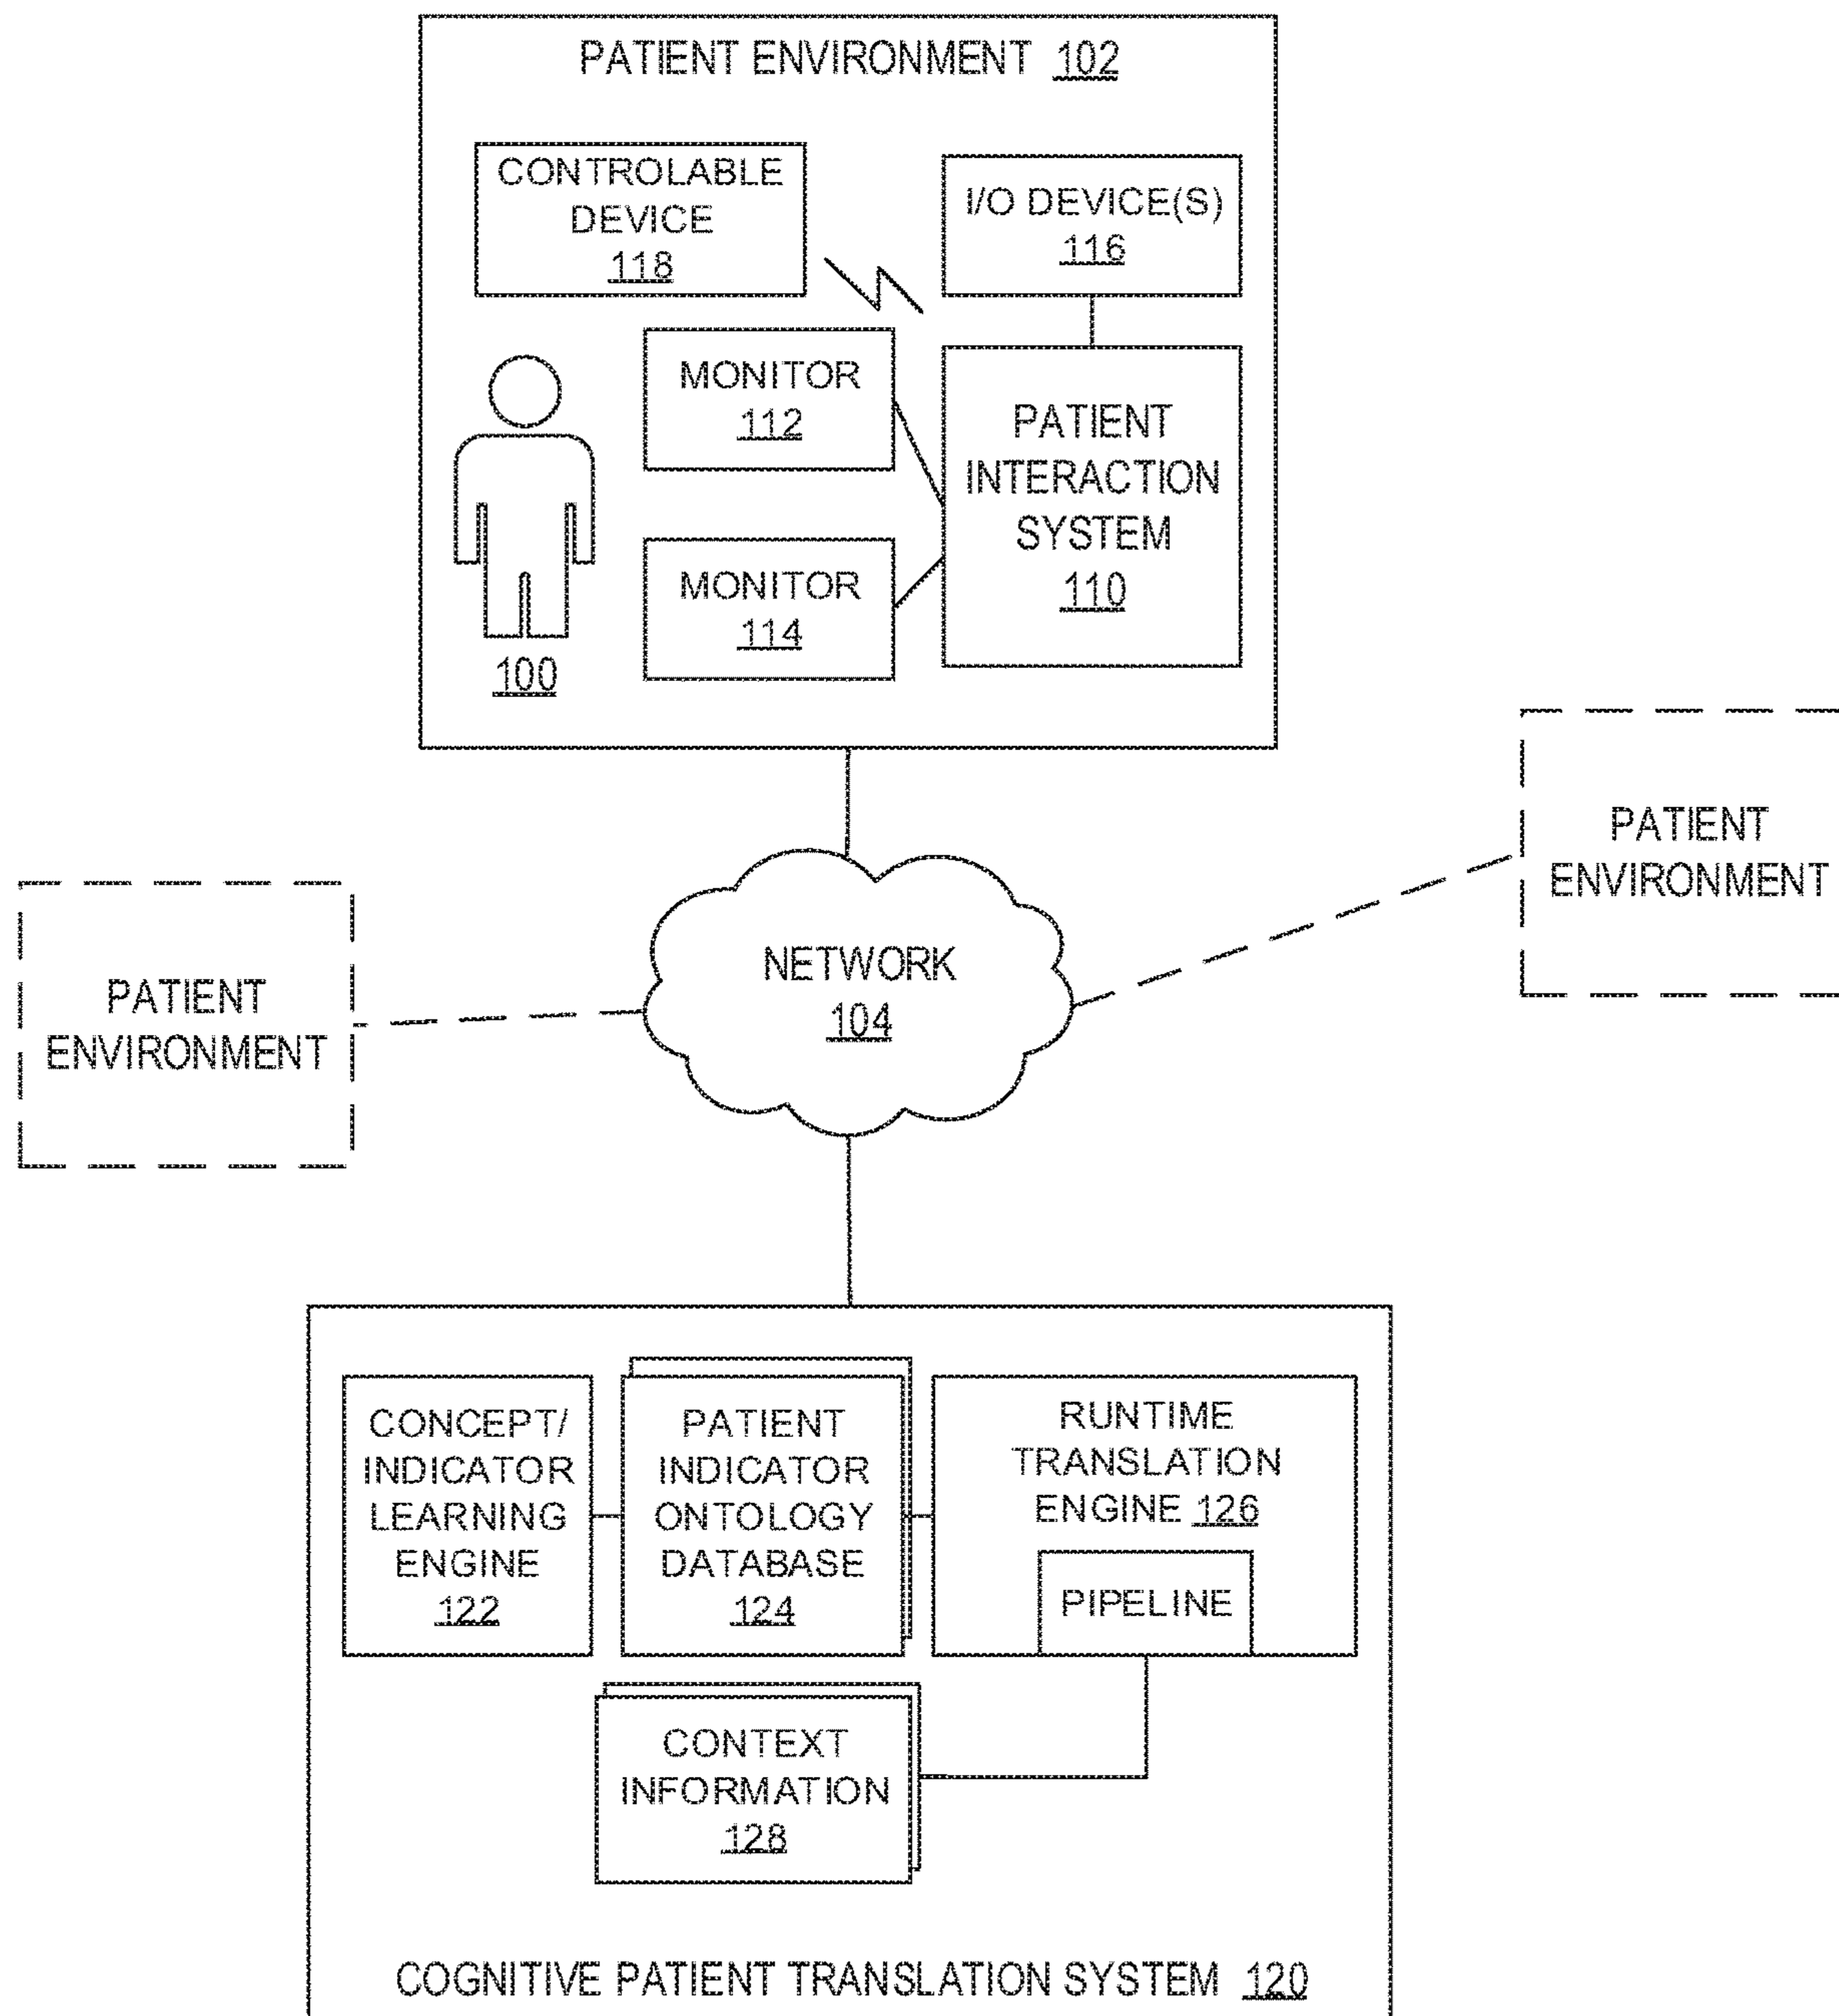 PATIENT ENVIRONMENT 102
CONTROLABLE
DEVICE
118
I/O DEVICE(S)
116
MONITOR
112
PATIENT
INTERACTION
SYSTEM
110
MONITOR
114
100
PATIENT
ENVIRONMENT
NETWORK
104
PATIENT
ENVIRONMENT
CONCEPT/
INDICATOR
LEARNING
ENGINE
122
PATIENT
INDICATOR
ONTOLOGY
DATABASE
124
RUNTIME
TRANSLATION
ENGINE 126
PIPELINE
CONTEXT
INFORMATION
128
COGNITIVE PATIENT TRANSLATION SYSTEM 120